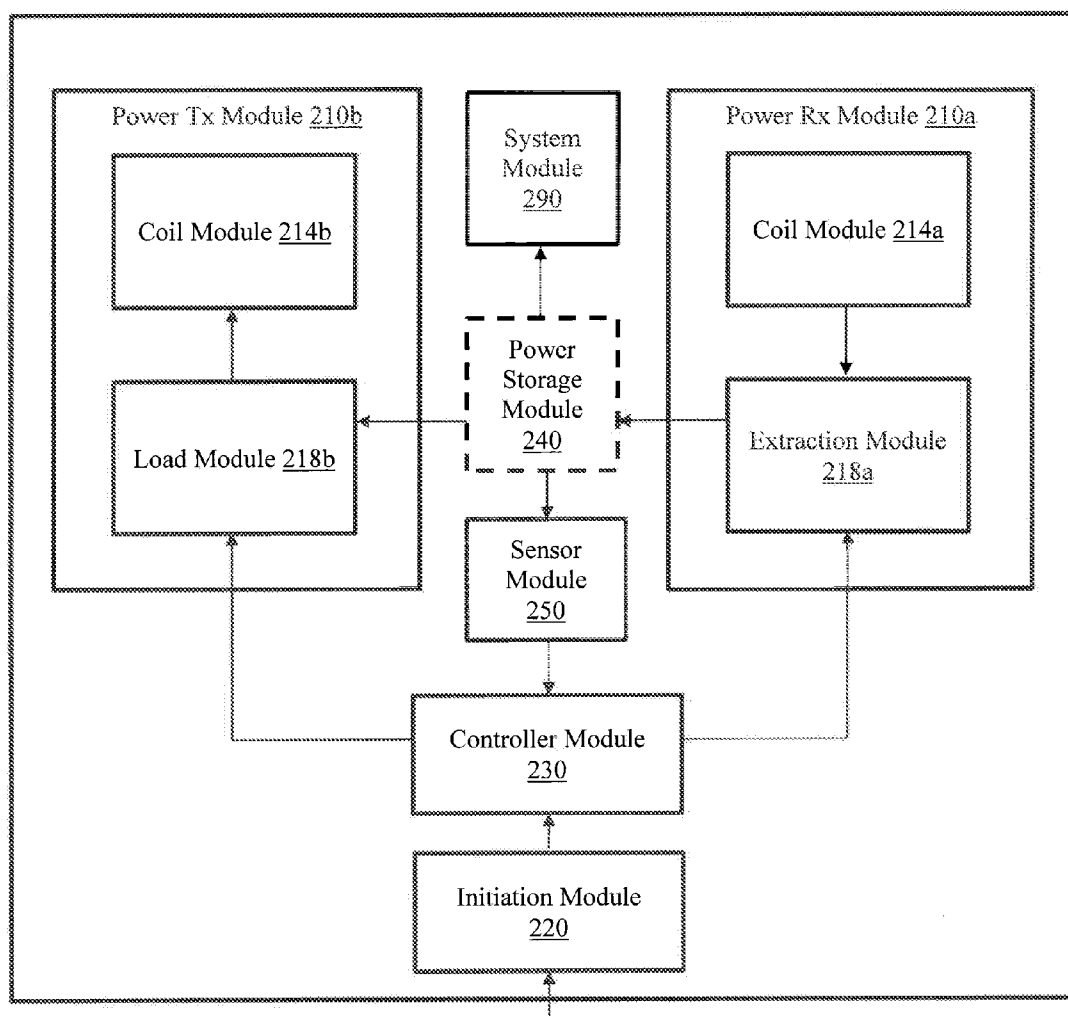 Power Tx Module 210b
Coil Module 214b
Load Module 218b
System
Module
290
Power
Storage
Module
240
Sensor
Module
250
Power Rx Module 210a
Coil Module 214a
Extraction Module
218a
Controller Module
230
Initiation Module
220